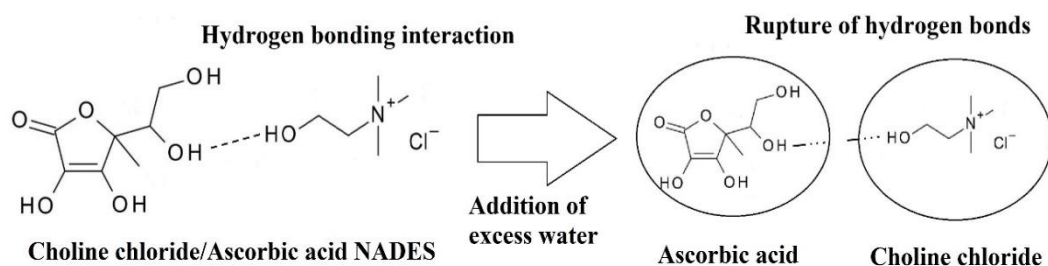 Hydrogen bonding interaction
Rupture of hydrogen bonds
OH
O
O
OH
HO
OH
HO
N+
Cl−
Addition of
excess water
OH
O
O
OH
HO
OH
HO
N+
Cl−
Choline chloride/Ascorbic acid NADES
Ascorbic acid
Choline chloride